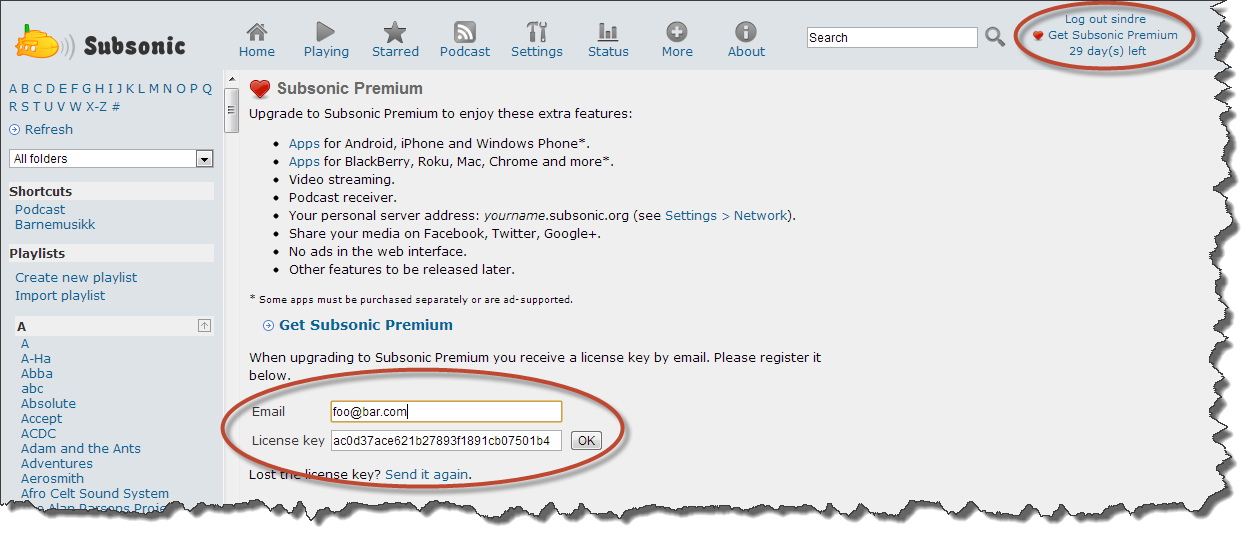 Subsonic
Home Playing Starred Podcast Settings Status More About
Search
Log out sindre
Get Subsonic Premium
29 day(s) left
A B C D E F G H I J K L M N O P Q
R S T U V W X-Z #
Refresh
All folders
Shortcuts
Podcast
Barnemusikk
Playlists
Create new playlist
Import playlist
A
A
A-Ha
Abba
abc
Absolute
Accept
ACDC
Adam and the Ants
Adventures
Aerosmith
Afro Celt Sound System
Alan Parsons
Subsonic Premium
Upgrade to Subsonic Premium to enjoy these extra features:
Apps for Android, iPhone and Windows Phone*.
Apps for BlackBerry, Roku, Mac, Chrome and more*.
Video streaming.
Podcast receiver.
Your personal server address: yourname.subsonic.org (see Settings > Network).
Share your media on Facebook, Twitter, Google+.
No ads in the web interface.
Other features to be released later.
* Some apps must be purchased separately or are ad-supported.
Get Subsonic Premium
When upgrading to Subsonic Premium you receive a license key by email. Please register it
below.
Email foo@bar.com
License key ac0d37ace621b27893f1891cb07501b4 OK
Lost the license key? Send it again.